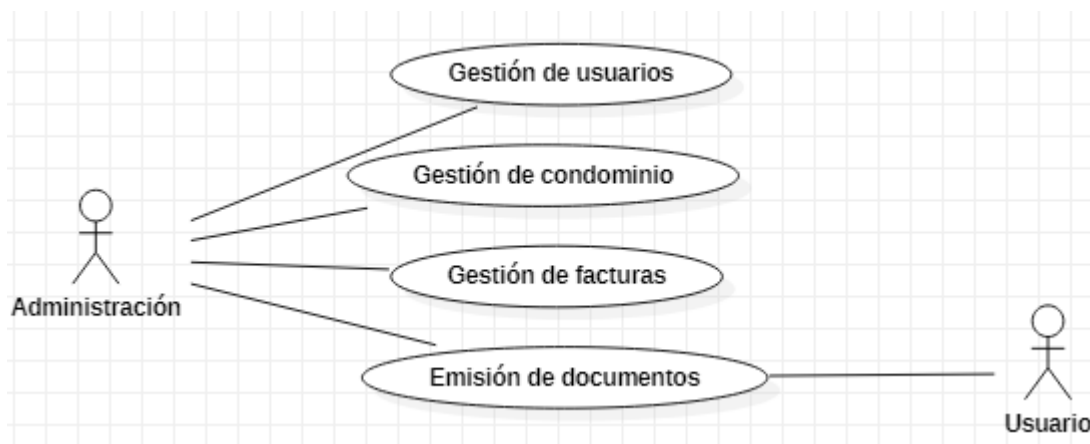 Gestión de usuarios
Gestión de condominio
Administración
Gestión de facturas
Emisión de documentos
Usuario